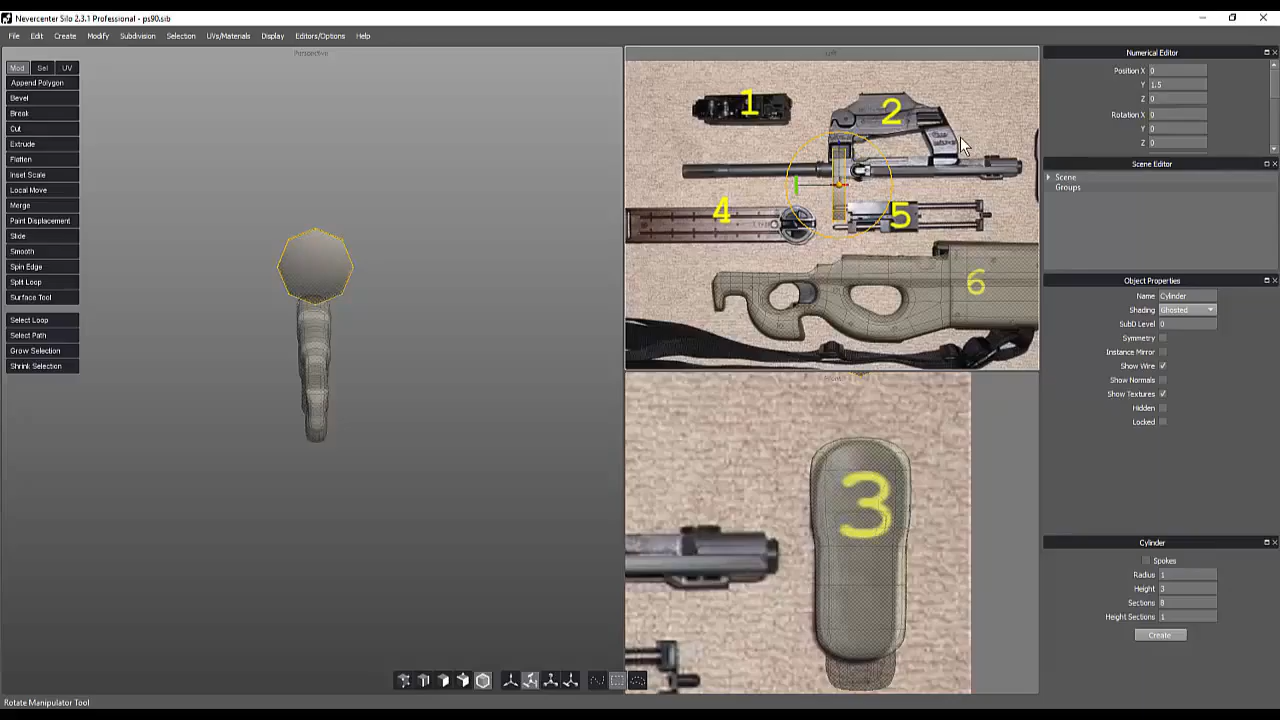 Nevercenter Silo 2.3.1 Professional - ps90.sib
File Edit Create Modify Subdivision Selection UVs/Materials Display Editors/Options Help
Perspective
Mod Sel UV
Append Polygon
Bevel
Break
Cut
Extrude
Flatten
Inset Scale
Local Move
Merge
Paint Displacement
Slide
Smooth
Spin Edge
Split Loop
Surface Tool
Select Loop
Select Path
Grow Selection
Shrink Selection
1
2
4
5
6
3
Numerical Editor
Position X 0
Y 1.5
Z 0
Rotation X 0
Y 0
Z 0
Scene Editor
Scene
Groups
Object Properties
Name Cylinder
Shading Ghosted
SubD Level 0
Symmetry
Instance Mirror
Show Wire
Show Normals
Show Textures
Hidden
Locked
Cylinder
Spokes
Radius 1
Height 3
Sections 8
Height Sections 1
Create
Rotate Manipulator Tool